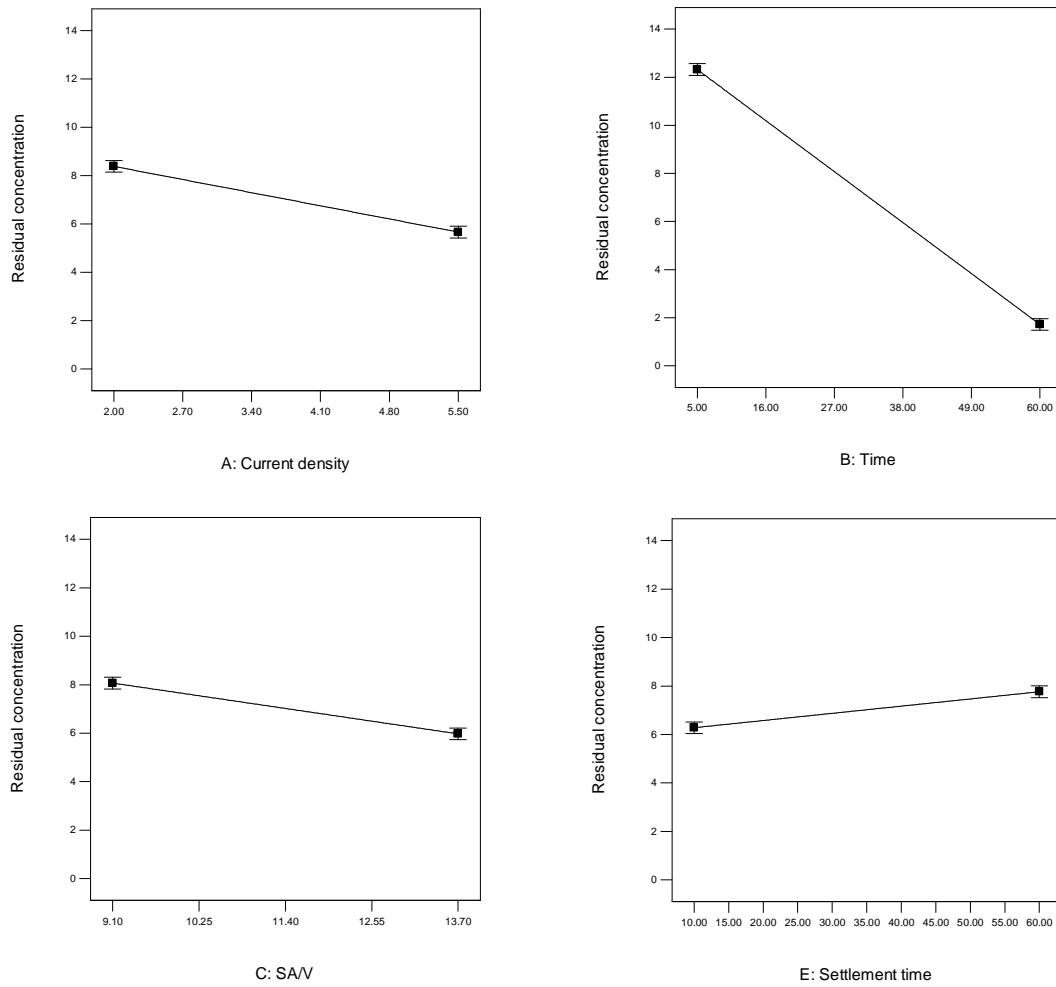 14
12
10
8
6
4
2
0
Residual concentration
2.00 2.70 3.40 4.10 4.80 5.50
A: Current density
14
12
10
8
6
4
2
0
Residual concentration
5.00 16.00 27.00 38.00 49.00 60.00
B: Time
14
12
10
8
6
4
2
0
Residual concentration
9.10 10.25 11.40 12.55 13.70
C: SA/V
14
12
10
8
6
4
2
0
Residual concentration
10.00 15.00 20.00 25.00 30.00 35.00 40.00 45.00 50.00 55.00 60.00
E: Settlement time